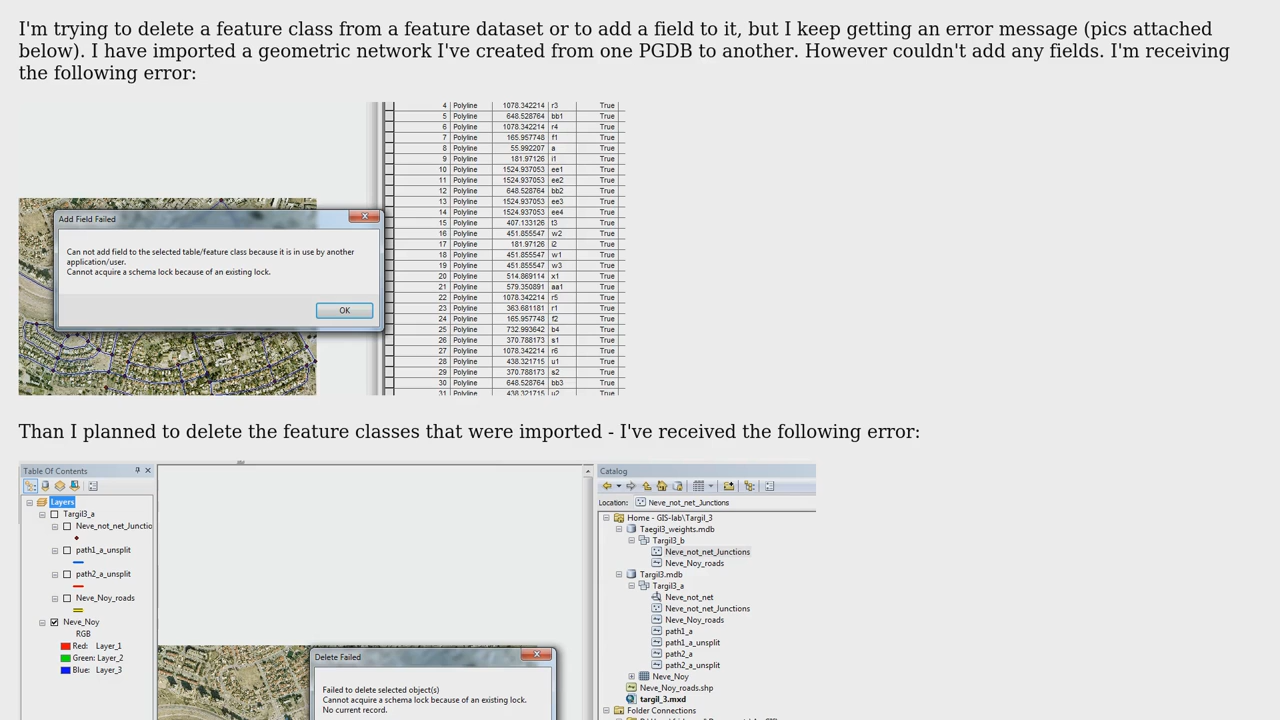 I'm trying to delete a feature class from a feature dataset or to add a field to it, but I keep getting an error message (pics attached
below). I have imported a geometric network I've created from one PGDB to another. However couldn't add any fields. I'm receiving
the following error:
4 Polyline 1078.342214 r3 True
5 Polyline 648.528764 bb1 True
6 Polyline 1078.342214 r4 True
7 Polyline 165.957748 f1 True
8 Polyline 55.992207 a True
9 Polyline 181.97126 i1 True
10 Polyline 1524.937053 ee1 True
11 Polyline 1524.937053 ee2 True
12 Polyline 648.528764 bb2 True
13 Polyline 1524.937053 ee3 True
14 Polyline 1524.937053 ee4 True
15 Polyline 407.133126 t3 True
16 Polyline 451.855547 w2 True
17 Polyline 181.97126 i2 True
18 Polyline 451.855547 w1 True
19 Polyline 451.855547 w3 True
20 Polyline 514.869114 x1 True
21 Polyline 579.350891 aa1 True
22 Polyline 1078.342214 r5 True
23 Polyline 363.681181 r1 True
24 Polyline 165.957748 f2 True
25 Polyline 732.993642 b4 True
26 Polyline 370.788173 s1 True
27 Polyline 1078.342214 r6 True
28 Polyline 438.321715 u1 True
29 Polyline 370.788173 s2 True
30 Polyline 648.528764 bb3 True
31 Polyline 438.321715 u2 True
Add Field Failed
Can not add field to the selected table/feature class because it is in use by another
application/user.
Cannot acquire a schema lock because of an existing lock.
OK
Than I planned to delete the feature classes that were imported - I've received the following error:
Table Of Contents
Layers
Targil3_a
Neve_not_net_Junctio
path1_a_unsplit
path2_a_unsplit
Neve_Noy_roads
Neve_Noy
RGB
Red: Layer_1
Green: Layer_2
Blue: Layer_3
Delete Failed
Failed to delete selected object(s)
Cannot acquire a schema lock because of an existing lock.
No current record.
Catalog
Location: Neve_not_net_Junctions
Home - GIS-lab\Targil_3
Taegil3_weights.mdb
Targil3_b
Neve_not_net_Junctions
Neve_Noy_roads
Targil3.mdb
Targil3_a
Neve_not_net
Neve_not_net_Junctions
Neve_Noy_roads
path1_a
path1_a_unsplit
path2_a
path2_a_unsplit
Neve_Noy
Neve_Noy_roads.shp
targil_3.mxd
Folder Connections